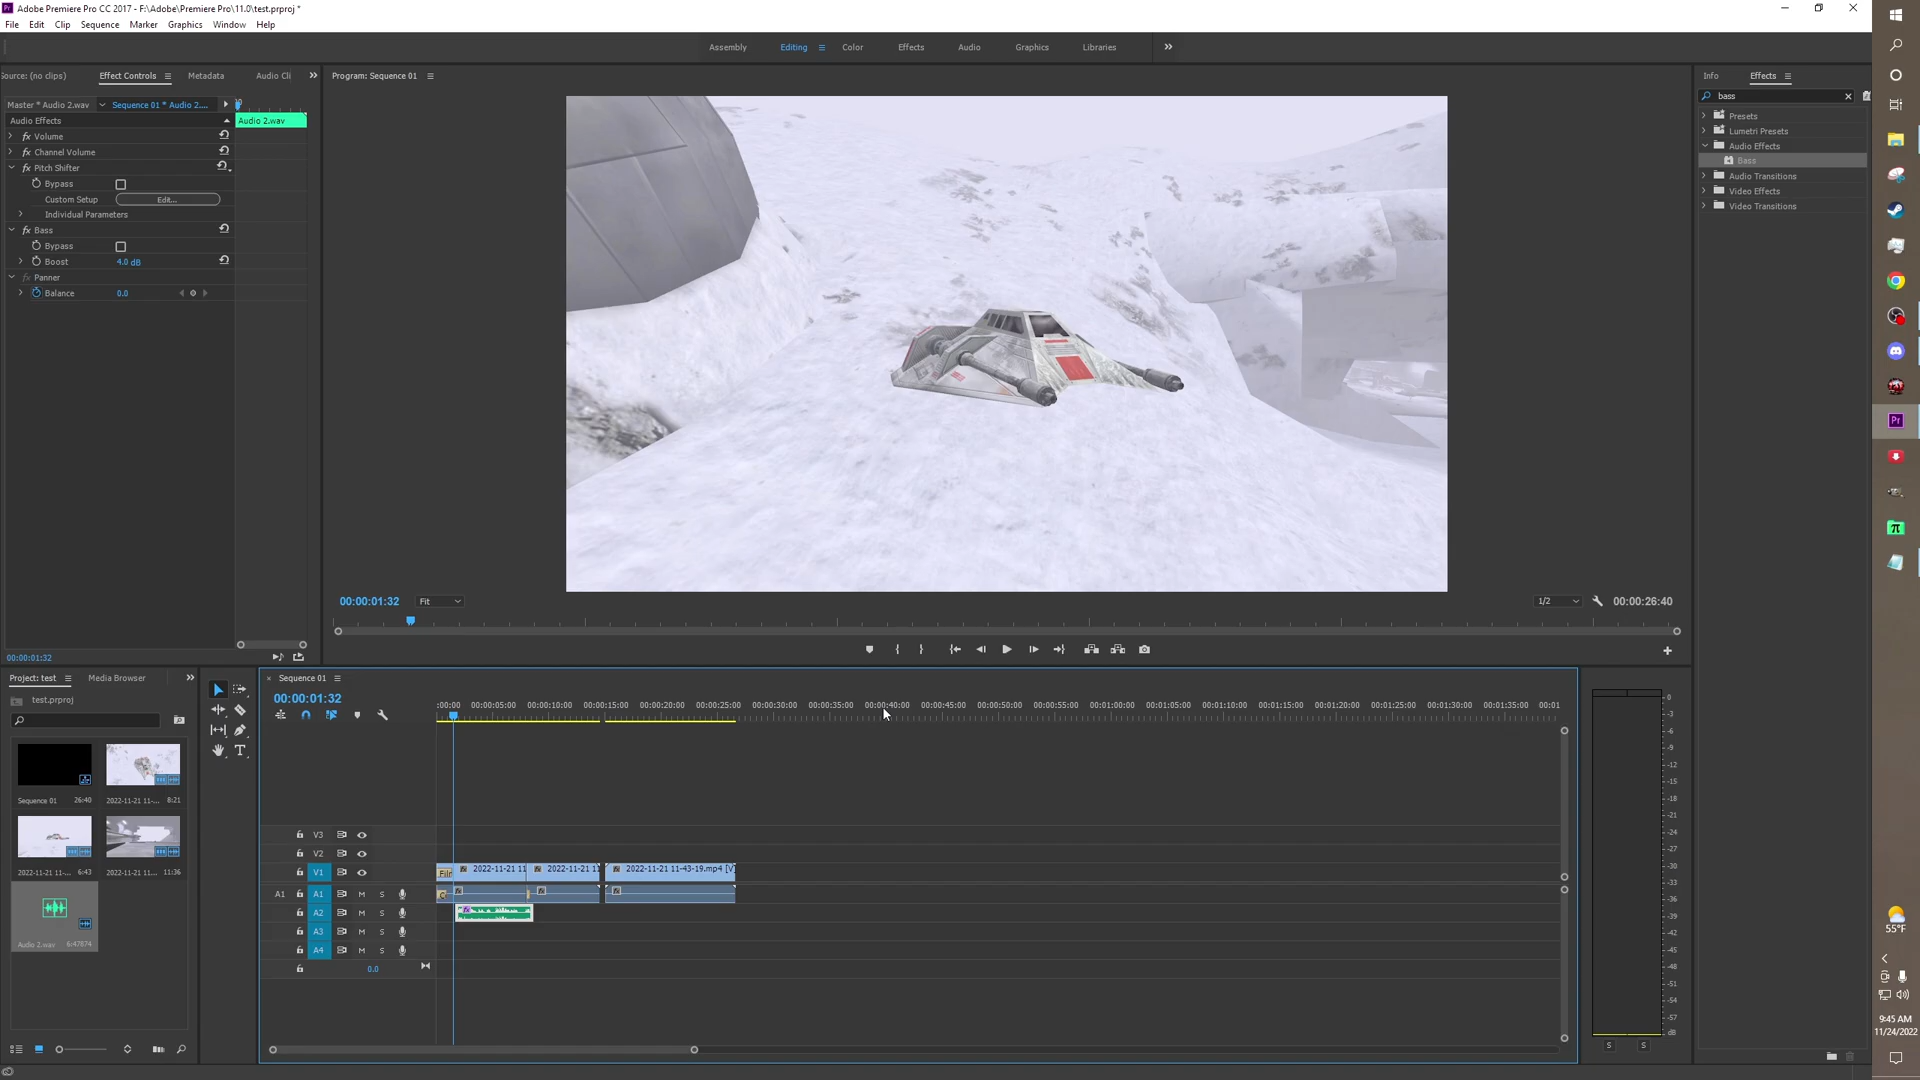 Adobe Premiere Pro CC 2017 - F:\Adobe\Premiere Pro\11.0\test.prproj *
File Edit Clip Sequence Marker Graphics Window Help
Assembly Editing Color Effects Audio Graphics Libraries
Source: (no clips) Effect Controls Metadata Audio Cli
Program: Sequence 01
Info Effects
Master * Audio 2.wav Sequence 01 * Audio 2....
bass
Audio Effects Audio 2.wav
fx Volume
fx Channel Volume
fx Pitch Shifter
Bypass
Custom Setup Edit...
Individual Parameters
fx Bass
Bypass
Boost 4.0 dB
fx Panner
Balance 0.0
Presets
Lumetri Presets
Audio Effects
Bass
Audio Transitions
Video Effects
Video Transitions
00:00:01:32 Fit 1/2 00:00:26:40
00:00:01:32
Project: test Media Browser
test.prproj
Sequence 01 26:40 2022-11-21 11-... 8:21
2022-11-21 11-... 6:43 2022-11-21 11... 11:36
Audio 2.wav 6:47874
Sequence 01
00:00:01:32
:00:00 00:00:05:00 00:00:10:00 00:00:15:00 00:00:20:00 00:00:25:00 00:00:30:00 00:00:35:00 00:00:40:00 00:00:45:00 00:00:50:00 00:00:55:00 00:01:00:00 00:01:05:00 00:01:10:00 00:01:15:00 00:01:20:00 00:01:25:00 00:01:30:00 00:01:35:00 00:01
V3
V2
V1 Film 2022-11-21 11 2022-11-21 11 2022-11-21 11-43-19.mp4 [V]
A1 A1 M S
A2 M S
A3 M S
A4 M S
0.0
0
-3
-6
-9
-12
-15
-18
-21
-24
-27
-30
-33
-36
-39
-42
-45
-48
-51
-54
-57
dB
S S
Pr
55°F
9:45 AM
11/24/2022